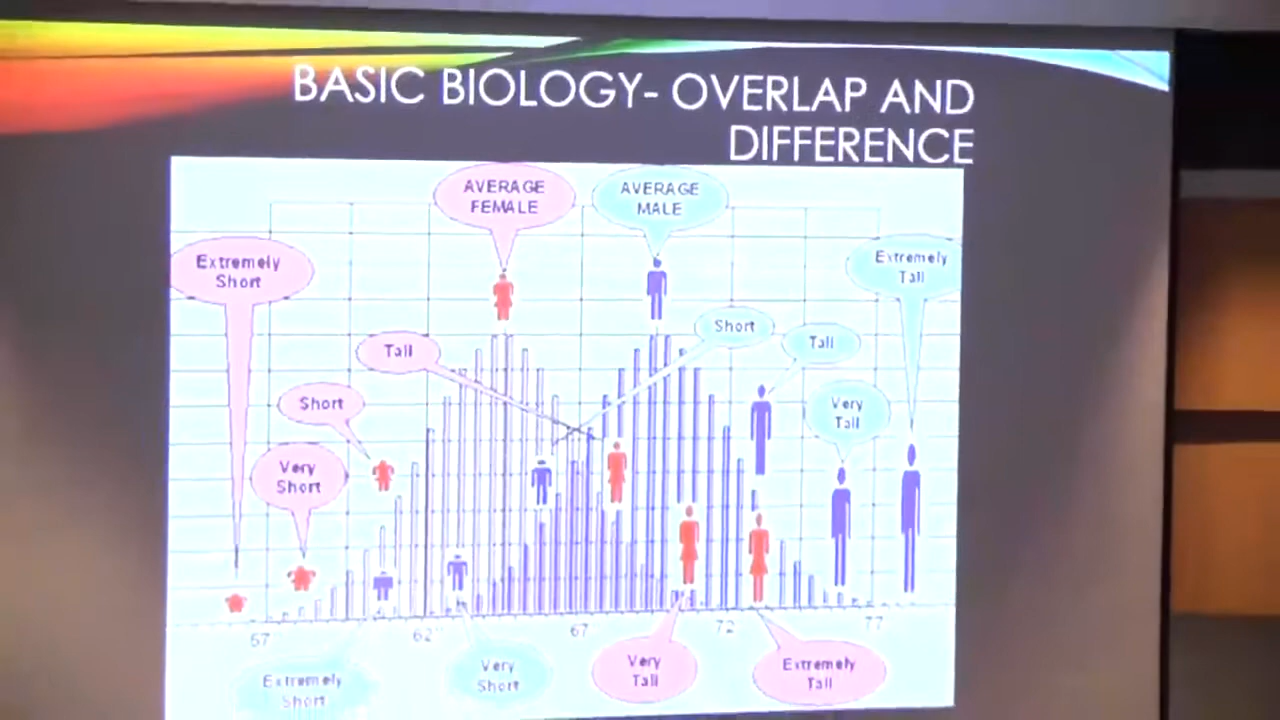 BASIC BIOLOGY- OVERLAP AND
DIFFERENCE
AVERAGE
FEMALE
AVERAGE
MALE
Extremely
Short
Extremely
Tall
Short
Tall
Tall
Short
Very
Tall
Very
Short
57
62"
67
72
77
Extremely
Short
Very
Short
Very
Tall
Extremely
Tall